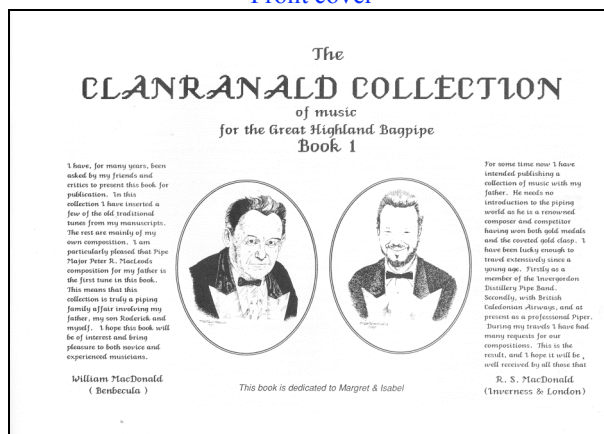 Front cover
The
CLANRANALD COLLECTION
of music
for the Great Highland Bagpipe
Book 1
I have, for many years, been
asked by my friends and
critics to present this book for
publication. In this
collection I have inserted a
few of the old traditional
tunes from my manuscripts.
The rest are mainly of my
own composition. I am
particularly pleased that Pipe
Major Peter R. MacLeods
composition for my father is
the first tune in this book.
This means that this
collection is truly a piping
family affair involving my
father, my son Roderick and
myself. I hope this book will
be of interest and bring
pleasure to both novice and
experienced musicians.
William MacDonald
( Benbecula )
This book is dedicated to Margret & Isabel
For some time now I have
intended publishing a
collection of music with my
father. He needs no
introduction to the piping
world as he is a renowned
composer and competitor
having won both gold medals
and the coveted gold clasp. I
have been lucky enough to
travel extensively since a
young age. Firstly as a
member of the Invergordon
Distillery Pipe Band.
Secondly, with British
Caledonian Airways, and at
present as a professional Piper.
During my travels I have had
many requests for our
compositions. This is the
result, and I hope it will be
well received by all those that
R. S. MacDonald
(Inverness & London)